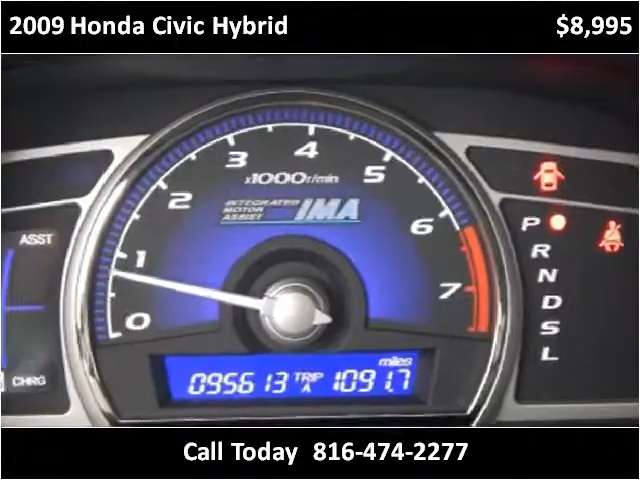 2009 Honda Civic Hybrid $8,995
4
3 5
x1000r/min
2 6
INTEGRATED
MOTOR
ASSIST IMA
ASST
1 7
0
CHRG
P
R
N
D
S
L
miles
095613 TRIP A 1091.7
Call Today 816-474-2277